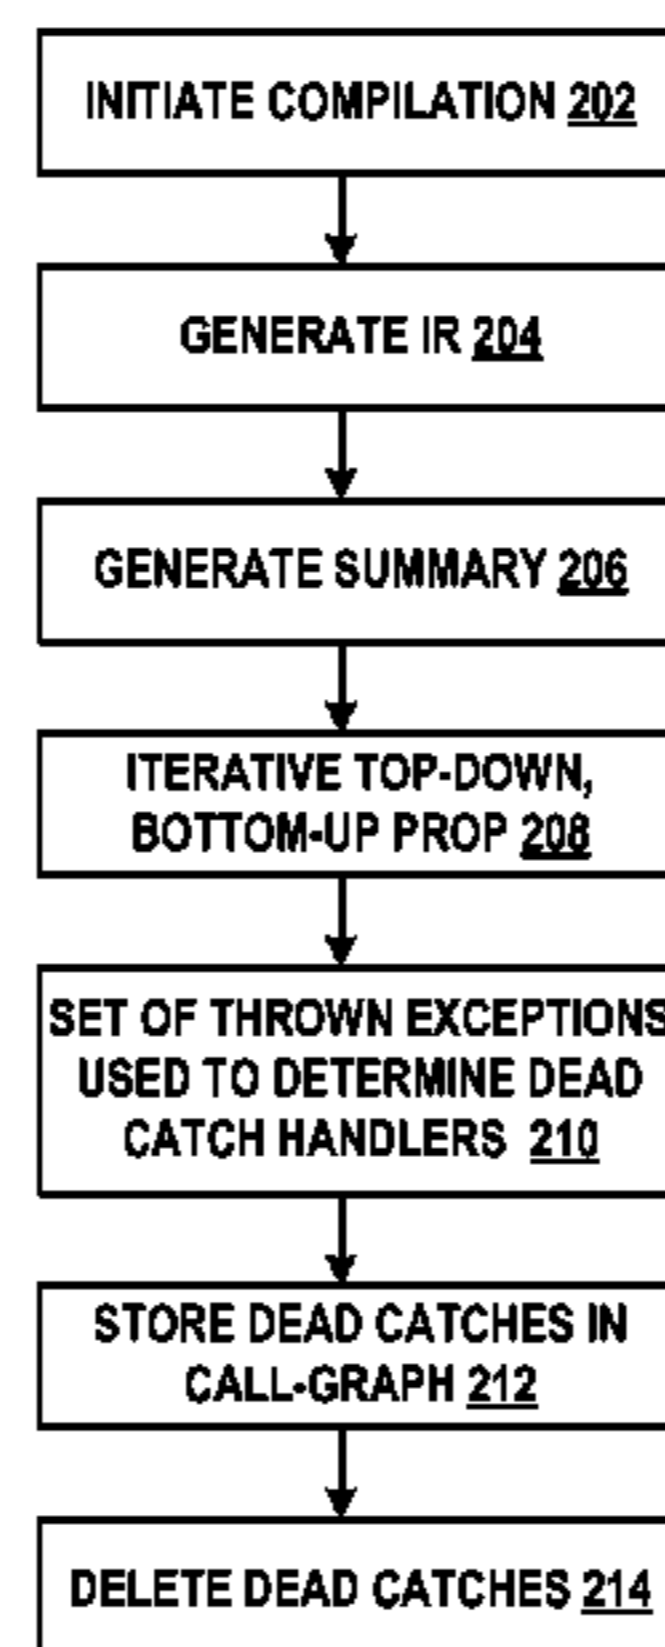 INITIATE COMPILATION 202
GENERATE IR 204
GENERATE SUMMARY 206
ITERATIVE TOP-DOWN,
BOTTOM-UP PROP 208
SET OF THROWN EXCEPTIONS
USED TO DETERMINE DEAD
CATCH HANDLERS 210
STORE DEAD CATCHES IN
CALL-GRAPH 212
DELETE DEAD CATCHES 214